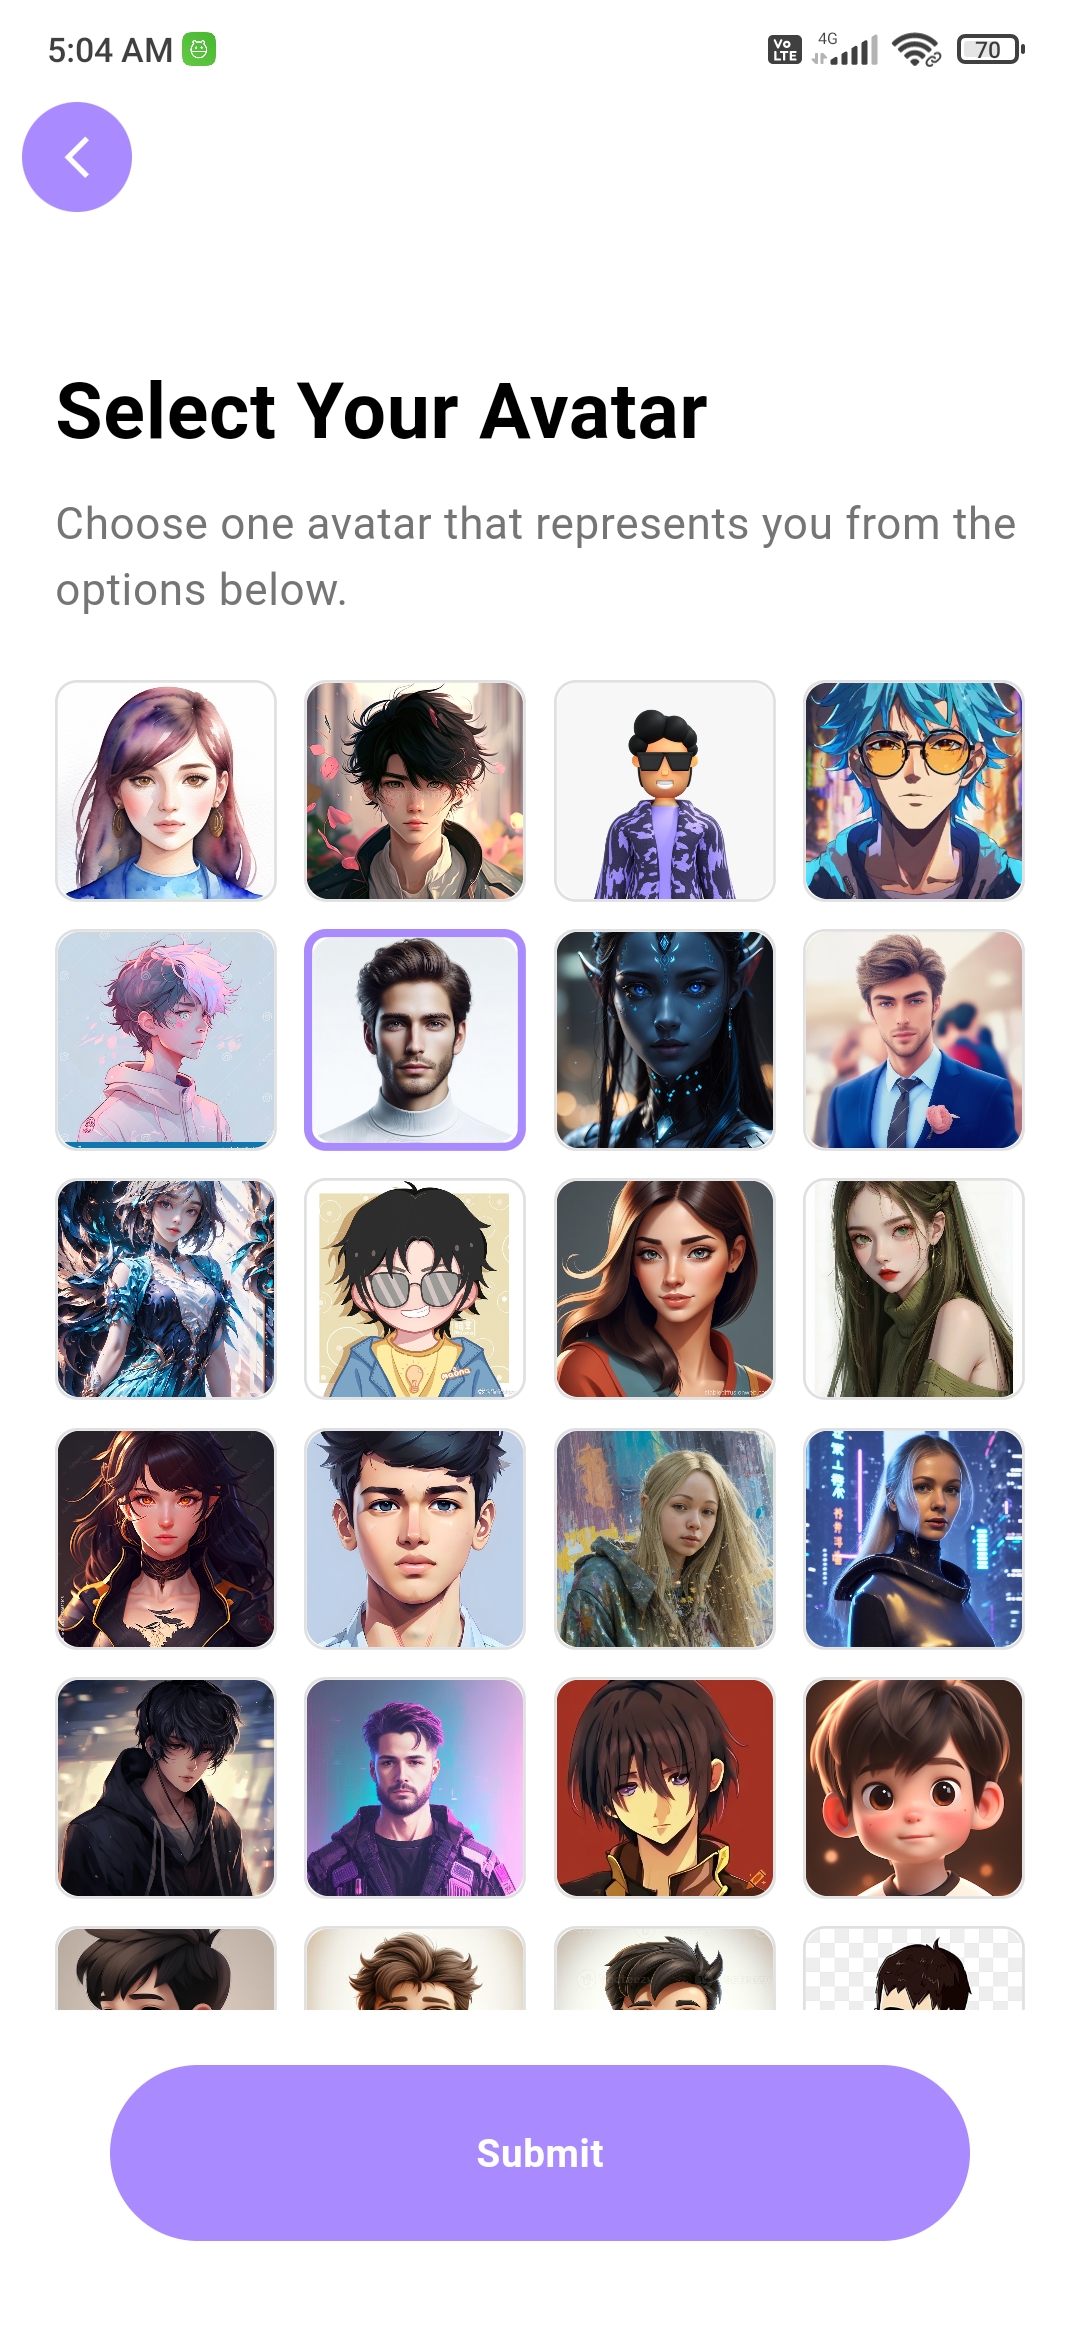 5:04 AM
Vo
LTE
4G
70
Select Your Avatar
Choose one avatar that represents you from the
options below.
Submit